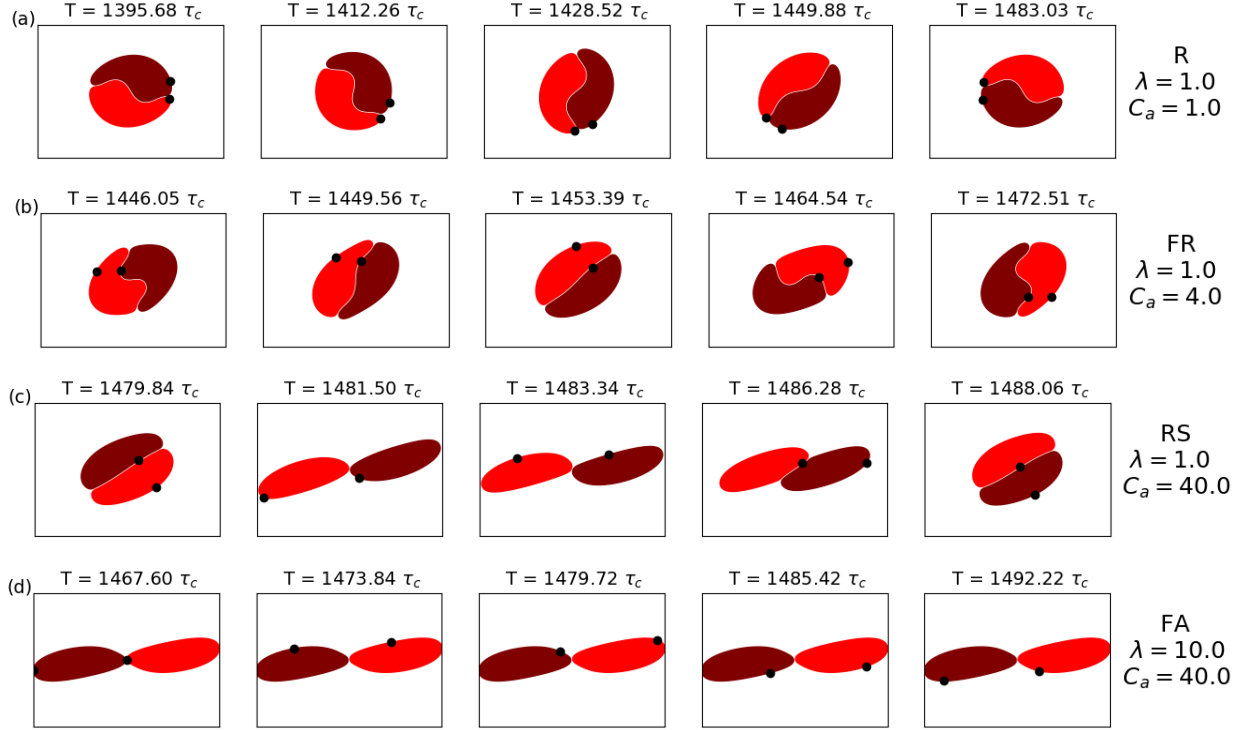 (a)
T = 1395.68 τc
T = 1412.26 τc
T = 1428.52 τc
T = 1449.88 τc
T = 1483.03 τc
R
λ = 1.0
Ca = 1.0
(b)
T = 1446.05 τc
T = 1449.56 τc
T = 1453.39 τc
T = 1464.54 τc
T = 1472.51 τc
FR
λ = 1.0
Ca = 4.0
(c)
T = 1479.84 τc
T = 1481.50 τc
T = 1483.34 τc
T = 1486.28 τc
T = 1488.06 τc
RS
λ = 1.0
Ca = 40.0
(d)
T = 1467.60 τc
T = 1473.84 τc
T = 1479.72 τc
T = 1485.42 τc
T = 1492.22 τc
FA
λ = 10.0
Ca = 40.0